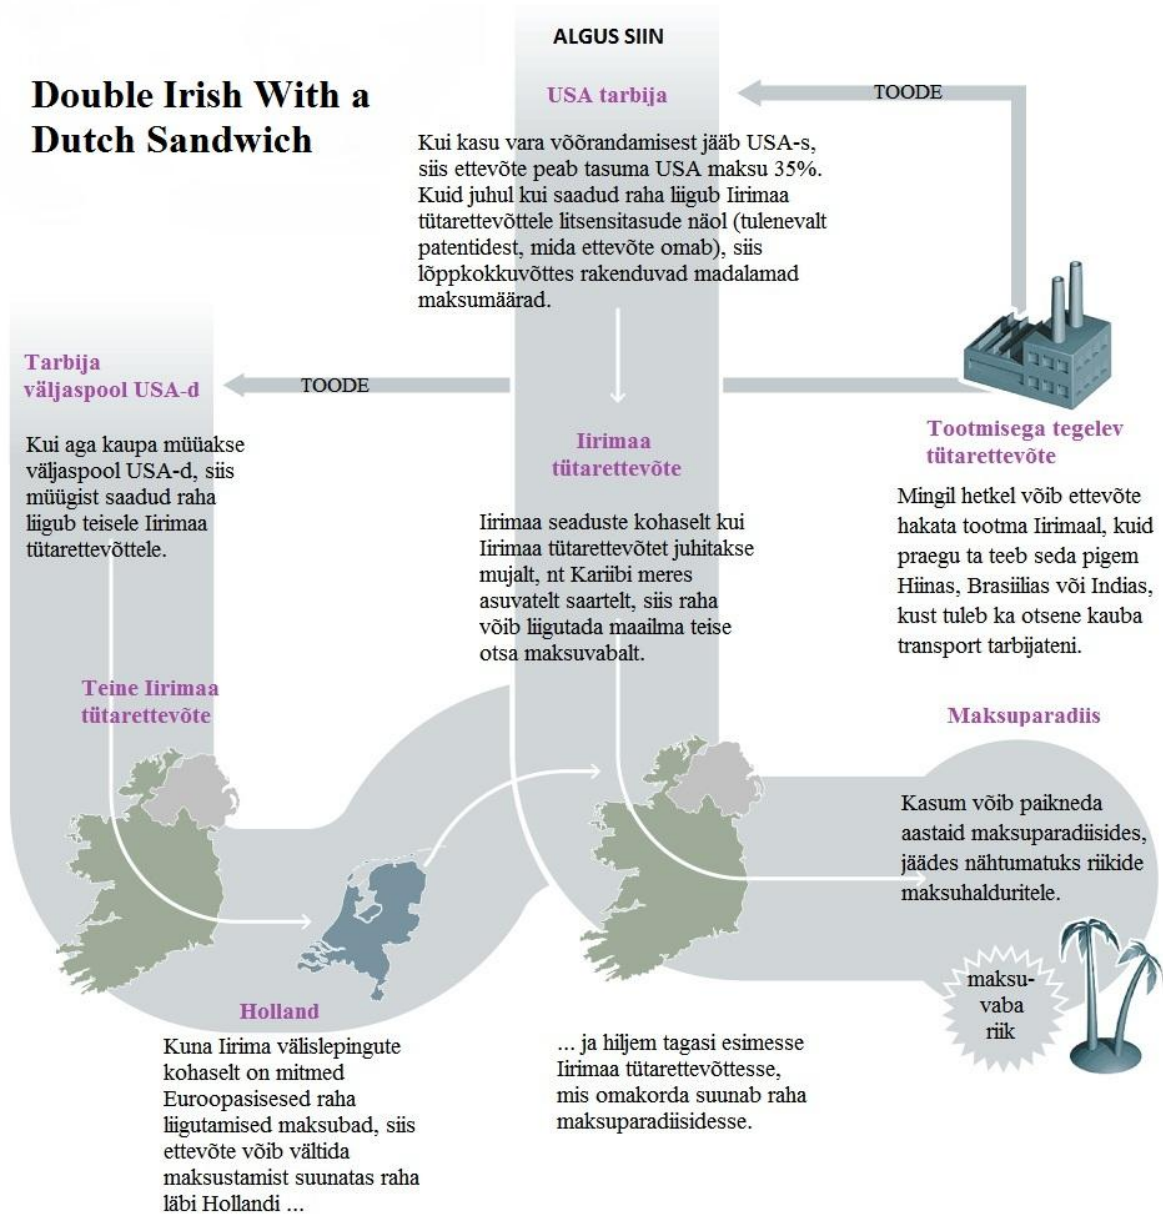 Double Irish With a
Dutch Sandwich
ALGUS SIIN
USA tarbija
Kui kasu vara võõrandamisest jääb USA-s,
siis ettevõte peab tasuma USA maksu 35%.
Kuid juhul kui saadud raha liigub Iirimaa
tütarettevõttele litsensitasude näol (tulenevalt
patentidest, mida ettevõte omab), siis
lõppkokkuvõttes rakenduvad madalamad
maksumäärad.
TOODE
Tarbija
väljaspool USA-d
TOODE
Kui aga kaupa müüakse
väljaspool USA-d, siis
müügist saadud raha
liigub teisele Iirimaa
tütarettevõttele.
Iirimaa
tütarettevõte
Iirimaa seaduste kohaselt kui
Iirimaa tütarettevõtet juhitakse
mujalt, nt Kariibi meres
asuvatelt saartelt, siis raha
võib liigutada maailma teise
otsa maksuvabalt.
Tootmisega tegelev
tütarettevõte
Mingil hetkel võib ettevõte
hakata tootma Iirimaal, kuid
praegu ta teeb seda pigem
Hiinas, Brasiilias või Indias,
kust tuleb ka otsene kauba
transport tarbijateni.
Teine Iirimaa
tütarettevõte
Maksuparadiis
Kasum võib paikneda
aastaid maksuparadiisides,
jäädes nähtumatuks riikide
maksuhalduritele.
maksu-
vaba
riik
Holland
Kuna Iirima välislepingute
kohaselt on mitmed
Euroopasisesed raha
liigutamised maksubad, siis
ettevõte võib vältida
maksustamist suunatas raha
läbi Hollandi ...
... ja hiljem tagasi esimesse
Iirimaa tütarettevõttesse,
mis omakorda suunab raha
maksuparadiisidesse.